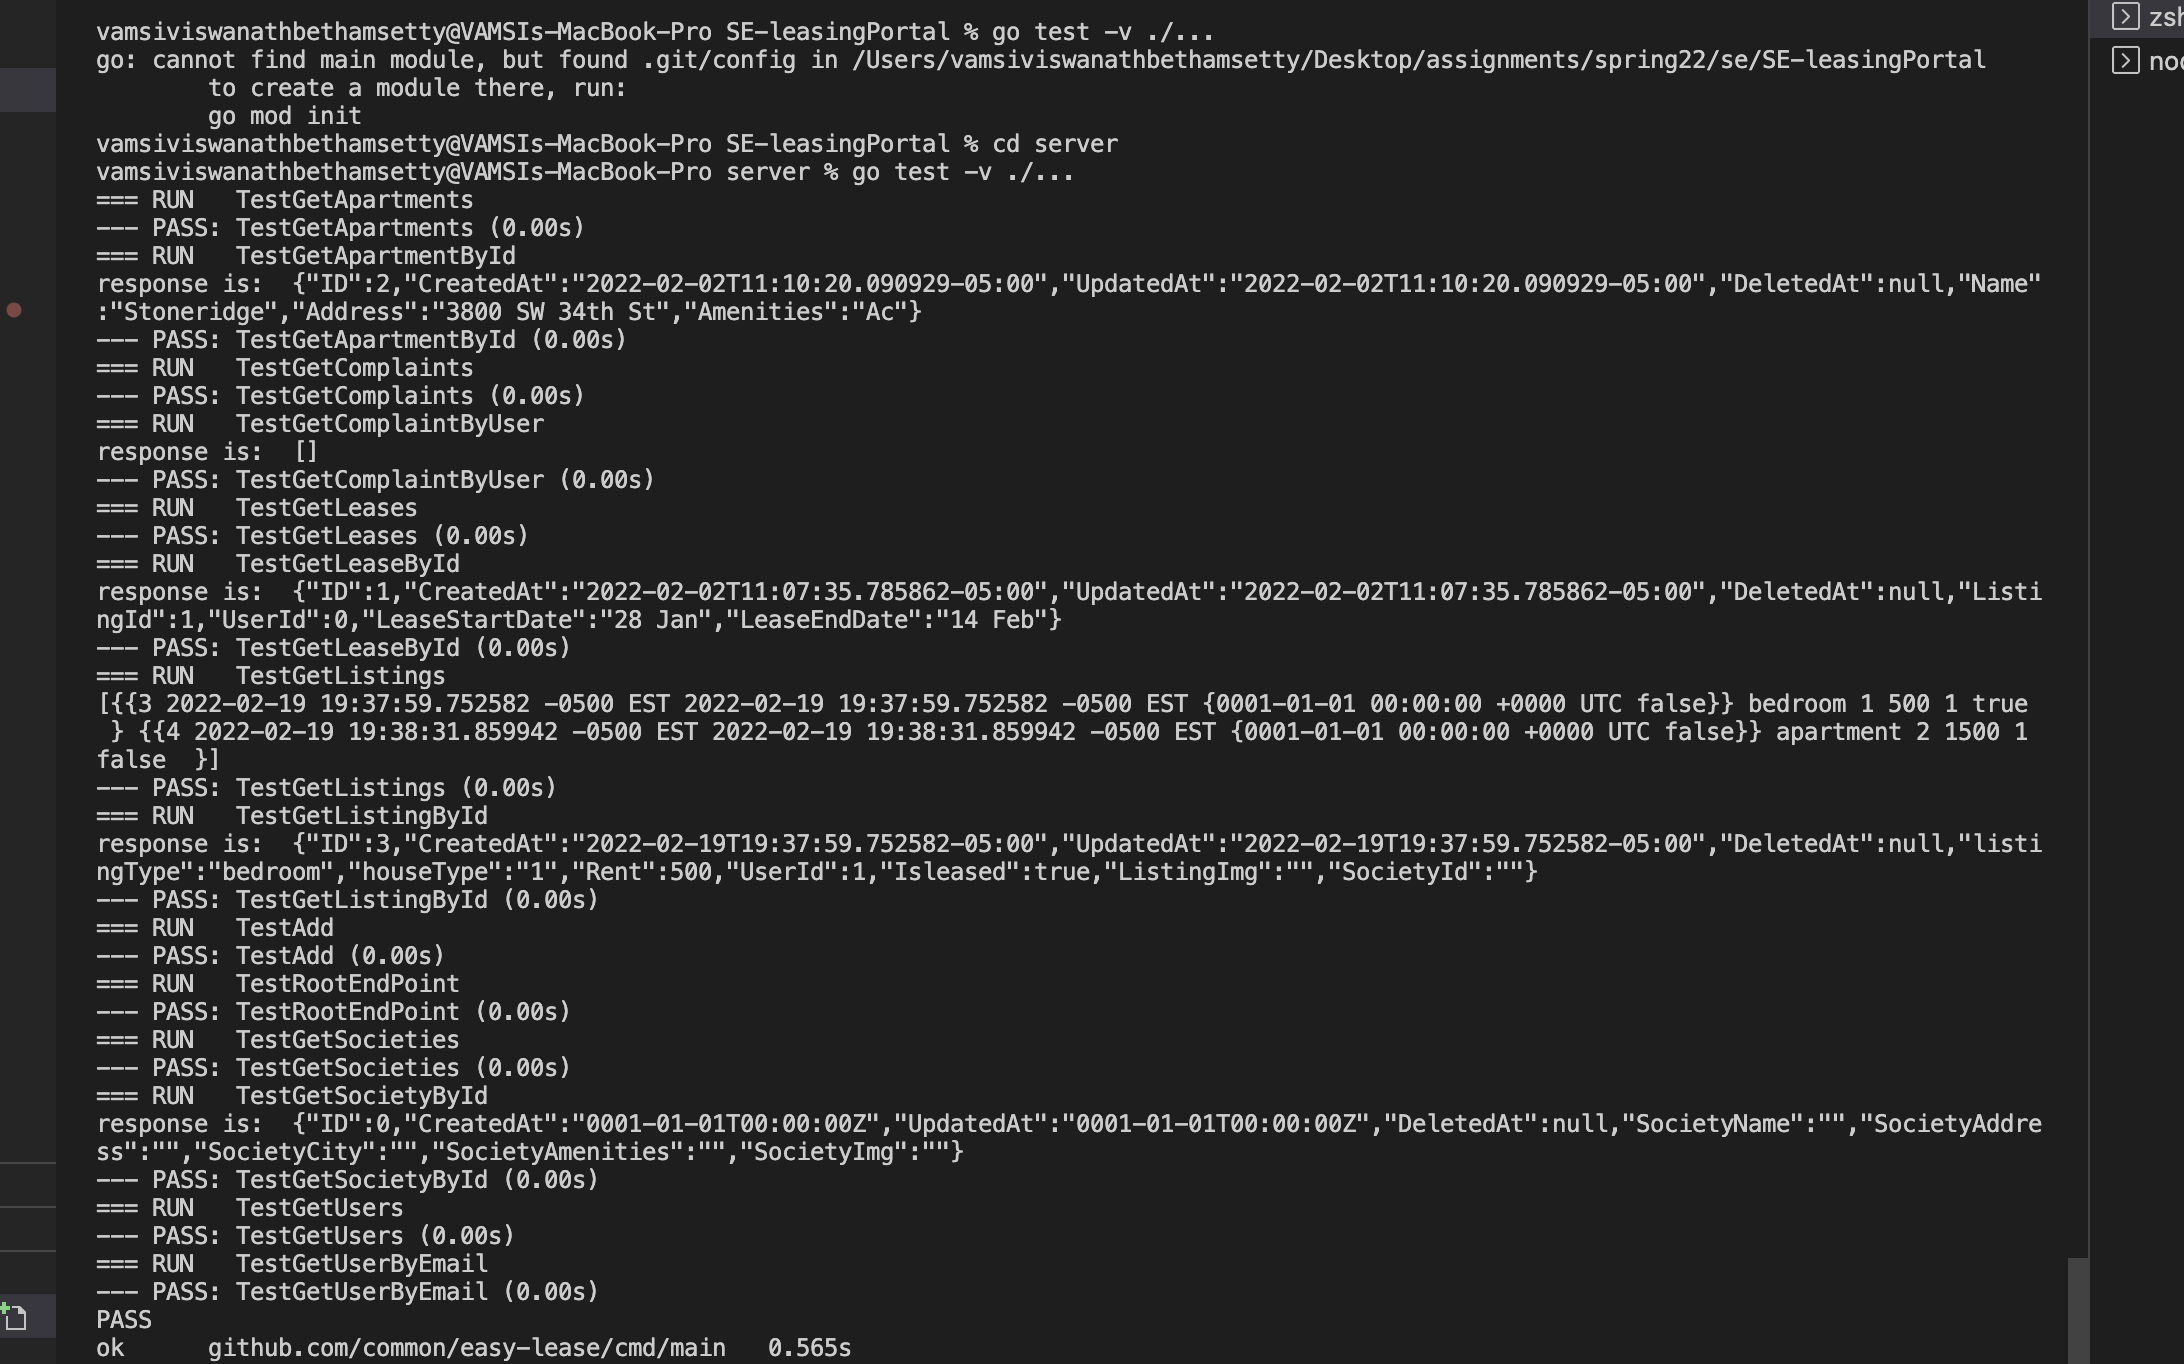 vamsiviswanathbethamsetty@VAMSIs-MacBook-Pro SE-leasingPortal % go test -v ./...
go: cannot find main module, but found .git/config in /Users/vamsiviswanathbethamsetty/Desktop/assignments/spring22/se/SE-leasingPortal
        to create a module there, run:
        go mod init
vamsiviswanathbethamsetty@VAMSIs-MacBook-Pro SE-leasingPortal % cd server
vamsiviswanathbethamsetty@VAMSIs-MacBook-Pro server % go test -v ./...
=== RUN   TestGetApartments
--- PASS: TestGetApartments (0.00s)
=== RUN   TestGetApartmentById
response is:  {"ID":2,"CreatedAt":"2022-02-02T11:10:20.090929-05:00","UpdatedAt":"2022-02-02T11:10:20.090929-05:00","DeletedAt":null,"Name"
:"Stoneridge","Address":"3800 SW 34th St","Amenities":"Ac"}
--- PASS: TestGetApartmentById (0.00s)
=== RUN   TestGetComplaints
--- PASS: TestGetComplaints (0.00s)
=== RUN   TestGetComplaintByUser
response is:  []
--- PASS: TestGetComplaintByUser (0.00s)
=== RUN   TestGetLeases
--- PASS: TestGetLeases (0.00s)
=== RUN   TestGetLeaseById
response is:  {"ID":1,"CreatedAt":"2022-02-02T11:07:35.785862-05:00","UpdatedAt":"2022-02-02T11:07:35.785862-05:00","DeletedAt":null,"Listi
ngId":1,"UserId":0,"LeaseStartDate":"28 Jan","LeaseEndDate":"14 Feb"}
--- PASS: TestGetLeaseById (0.00s)
=== RUN   TestGetListings
[{{3 2022-02-19 19:37:59.752582 -0500 EST 2022-02-19 19:37:59.752582 -0500 EST {0001-01-01 00:00:00 +0000 UTC false}} bedroom 1 500 1 true
 } {{4 2022-02-19 19:38:31.859942 -0500 EST 2022-02-19 19:38:31.859942 -0500 EST {0001-01-01 00:00:00 +0000 UTC false}} apartment 2 1500 1
false  }]
--- PASS: TestGetListings (0.00s)
=== RUN   TestGetListingById
response is:  {"ID":3,"CreatedAt":"2022-02-19T19:37:59.752582-05:00","UpdatedAt":"2022-02-19T19:37:59.752582-05:00","DeletedAt":null,"listi
ngType":"bedroom","houseType":"1","Rent":500,"UserId":1,"Isleased":true,"ListingImg":"","SocietyId":""}
--- PASS: TestGetListingById (0.00s)
=== RUN   TestAdd
--- PASS: TestAdd (0.00s)
=== RUN   TestRootEndPoint
--- PASS: TestRootEndPoint (0.00s)
=== RUN   TestGetSocieties
--- PASS: TestGetSocieties (0.00s)
=== RUN   TestGetSocietyById
response is:  {"ID":0,"CreatedAt":"0001-01-01T00:00:00Z","UpdatedAt":"0001-01-01T00:00:00Z","DeletedAt":null,"SocietyName":"","SocietyAddre
ss":"","SocietyCity":"","SocietyAmenities":"","SocietyImg":""}
--- PASS: TestGetSocietyById (0.00s)
=== RUN   TestGetUsers
--- PASS: TestGetUsers (0.00s)
=== RUN   TestGetUserByEmail
--- PASS: TestGetUserByEmail (0.00s)
PASS
ok      github.com/common/easy-lease/cmd/main   0.565s